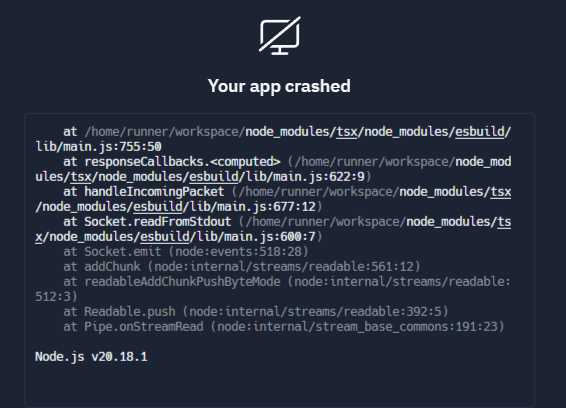 Your app crashed
at /home/runner/workspace/node_modules/tsx/node_modules/esbuild/
lib/main.js:755:50
at responseCallbacks.<computed> (/home/runner/workspace/node_mod
ules/tsx/node_modules/esbuild/lib/main.js:622:9)
at handleIncomingPacket (/home/runner/workspace/node_modules/tsx
/node_modules/esbuild/lib/main.js:677:12)
at Socket.readFromStdout (/home/runner/workspace/node_modules/ts
x/node_modules/esbuild/lib/main.js:600:7)
at Socket.emit (node:events:518:28)
at addChunk (node:internal/streams/readable:561:12)
at readableAddChunkPushByteMode (node:internal/streams/readable:
512:3)
at Readable.push (node:internal/streams/readable:392:5)
at Pipe.onStreamRead (node:internal/stream_base_commons:191:23)
Node.js v20.18.1